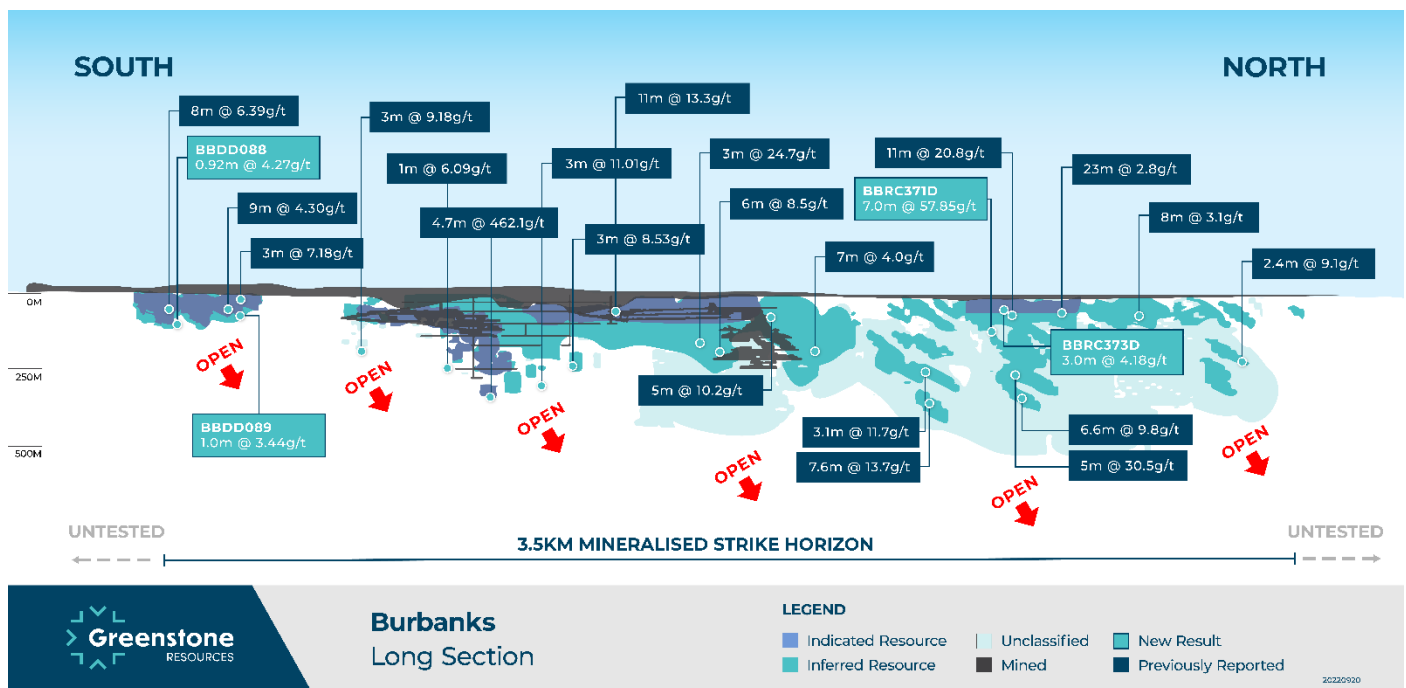 SOUTH
NORTH
8m @ 6.39g/t
BBDD088
0.92m @ 4.27g/t
9m @ 4.30g/t
3m @ 7.18g/t
3m @ 9.18g/t
1m @ 6.09g/t
4.7m @ 462.1g/t
11m @ 13.3g/t
3m @ 11.01g/t
3m @ 8.53g/t
3m @ 24.7g/t
6m @ 8.5g/t
7m @ 4.0g/t
11m @ 20.8g/t
BBRC371D
7.0m @ 57.85g/t
23m @ 2.8g/t
8m @ 3.1g/t
2.4m @ 9.1g/t
0M
250M
500M
OPEN
OPEN
OPEN
OPEN
OPEN
OPEN
BBDD089
1.0m @ 3.44g/t
5m @ 10.2g/t
BBRC373D
3.0m @ 4.18g/t
3.1m @ 11.7g/t
7.6m @ 13.7g/t
6.6m @ 9.8g/t
5m @ 30.5g/t
UNTESTED
UNTESTED
3.5KM MINERALISED STRIKE HORIZON
Greenstone
RESOURCES
Burbanks
Long Section
LEGEND
Indicated Resource
Unclassified
New Result
Inferred Resource
Mined
Previously Reported
20220920